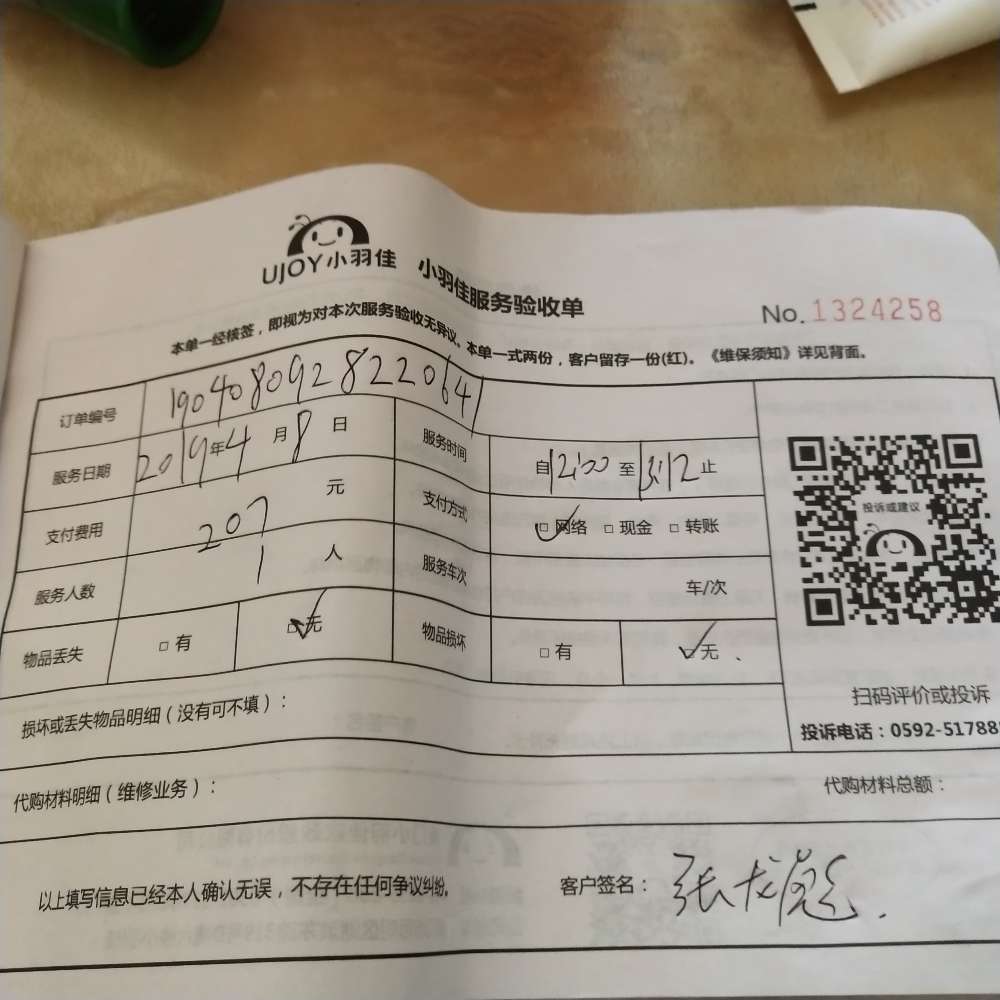 UJOY小羽佳 小羽佳服务验收单
No.1324258
本单一经核签，即视为对本次服务验收无异议。本单一式两份，客户留存一份(红)。《维保须知》详见背面。
订单编号 19040809282206 4
服务日期 2019年4月8日 服务时间 自12:00至 止
支付费用 207元 支付方式 网络 现金 转账
投诉或建议
服务人数 1人 服务车次 车/次
物品丢失 有 无 物品损坏 有 无
扫码评价或投诉
投诉电话：0592-517888
损坏或丢失物品明细（没有可不填）：
代购材料明细（维修业务）： 代购材料总额：
以上填写信息已经本人确认无误，不存在任何争议纠纷。 客户签名：张龙